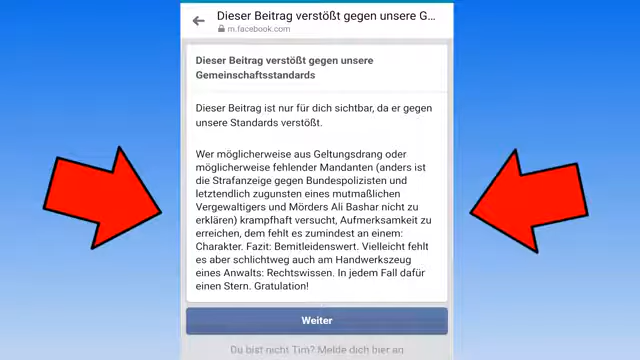 Dieser Beitrag verstößt gegen unsere G...
m.facebook.com
Dieser Beitrag verstößt gegen unsere
Gemeinschaftsstandards
Dieser Beitrag ist nur für dich sichtbar, da er gegen
unsere Standards verstößt.
Wer möglicherweise aus Geltungsdrang oder
möglicherweise fehlender Mandanten (anders ist
die Strafanzeige gegen Bundespolizisten und
letztendlich zugunsten eines mutmaßlichen
Vergewaltigers und Mörders Ali Bashar nicht zu
erklären) krampfhaft versucht, Aufmerksamkeit zu
erreichen, dem fehlt es zumindest an einem:
Charakter. Fazit: Bemitleidenswert. Vielleicht fehlt
es aber schlichtweg auch am Handwerkszeug
eines Anwalts: Rechtswissen. In jedem Fall dafür
einen Stern. Gratulation!
Weiter
Du bist nicht Tim? Melde dich hier an